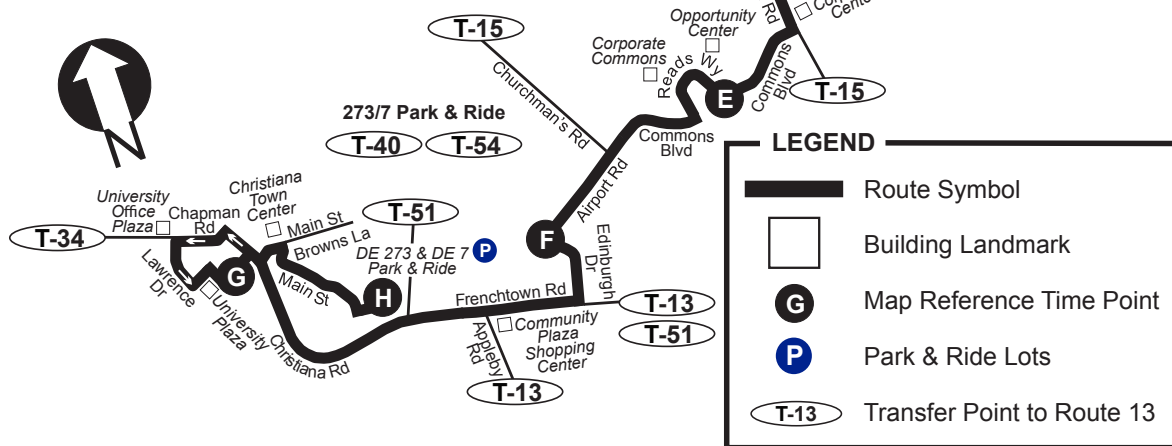 Rd
Center
Opportunity
Center
T-15
Corporate
Commons
Reads Wy
E
Commons Blvd
T-15
Churchman's Rd
273/7 Park & Ride
T-40
T-54
Commons
Blvd
Airport Rd
Christiana
Town
Center
University
Office
Plaza
Chapman
Rd
Main St
T-51
T-34
Browns La
DE 273 & DE 7
Park & Ride
P
F
Edinburgh
Dr
Lawrence
Dr
G
Main St
H
Frenchtown Rd
T-13
T-51
University
Plaza
Christiana Rd
Appleby
Rd
Community
Plaza
Shopping
Center
T-13
LEGEND
Route Symbol
Building Landmark
G Map Reference Time Point
P Park & Ride Lots
T-13 Transfer Point to Route 13